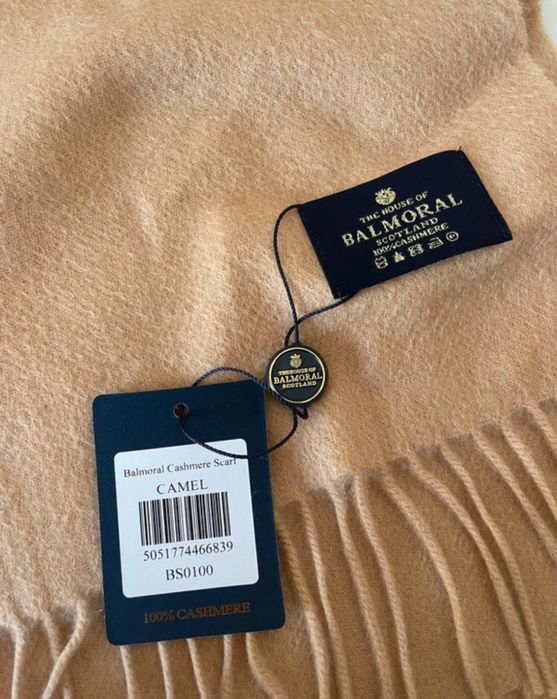 THE HOUSE OF
BALMORAL
SCOTLAND
100% CASHMERE
THE HOUSE OF
BALMORAL
SCOTLAND
Balmoral Cashmere Scarf
CAMEL
5051774466839
BS0100
100% CASHMERE